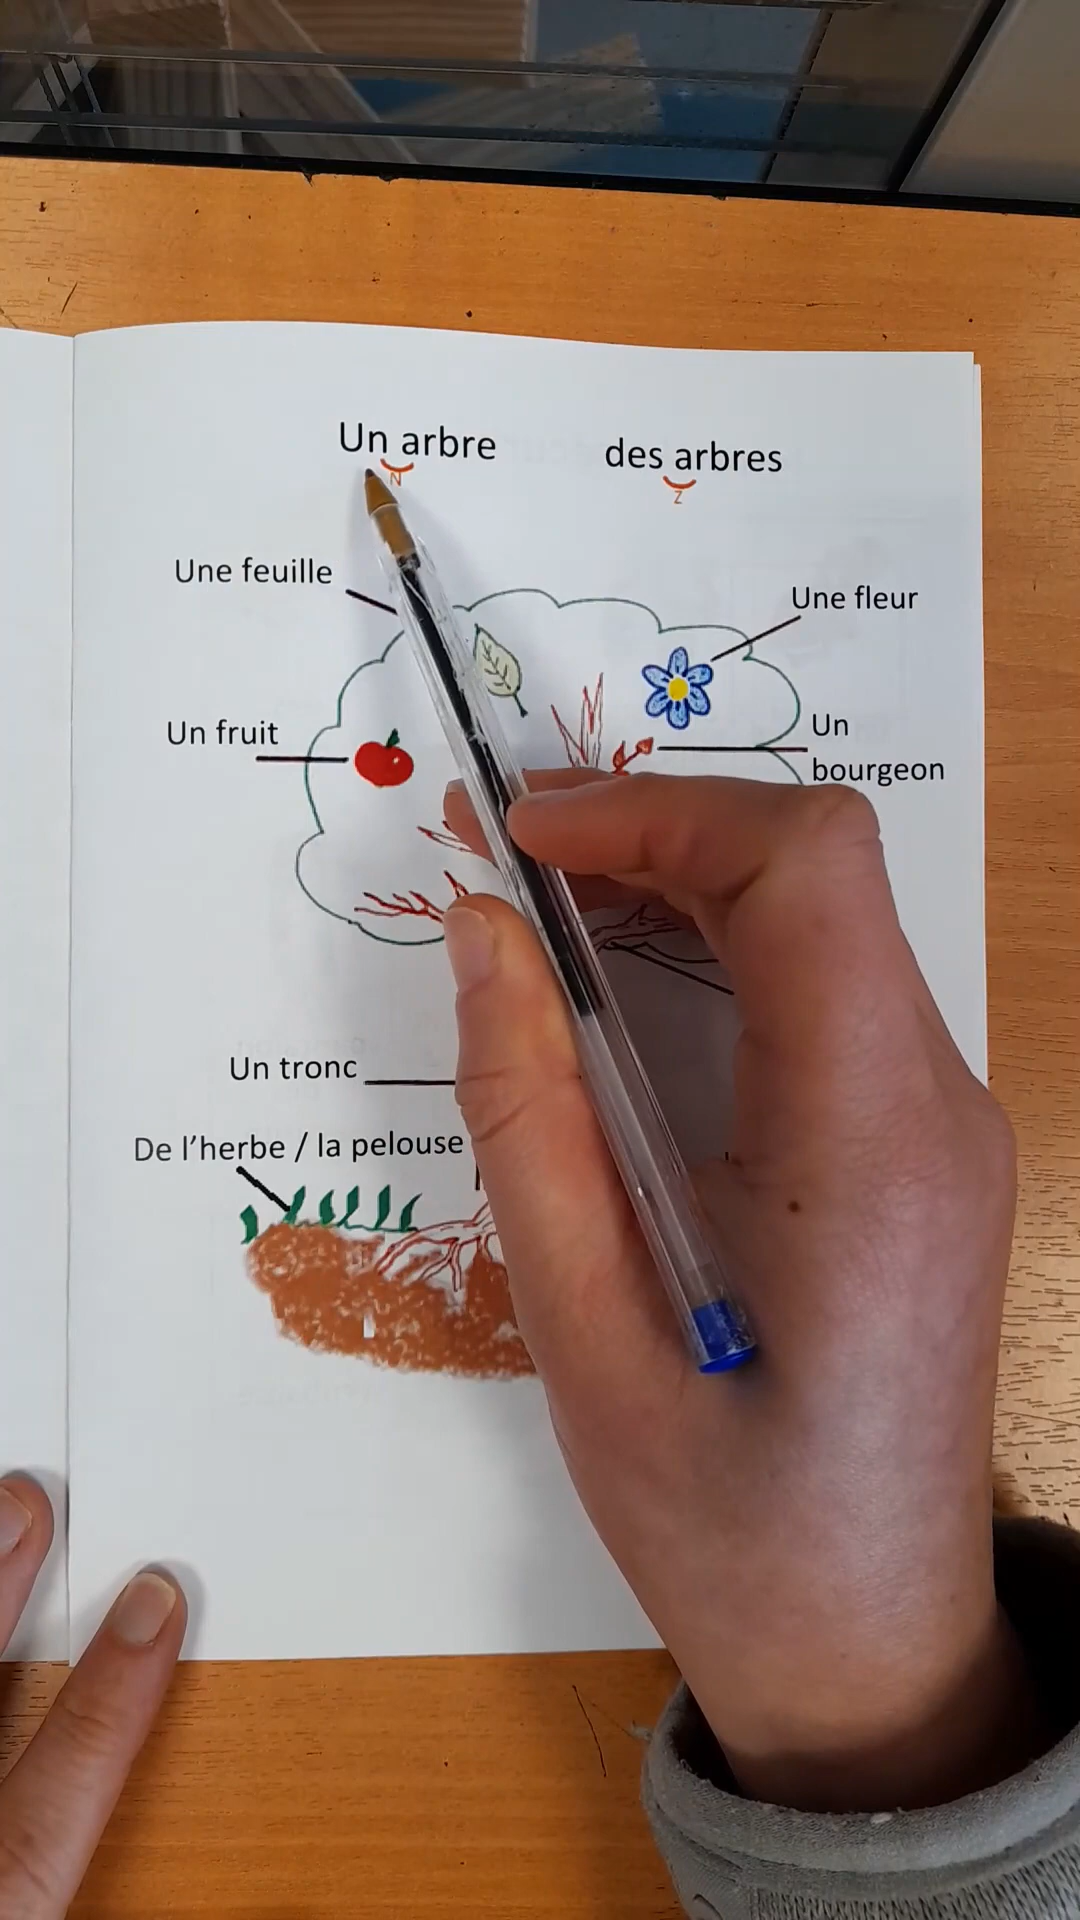 Un arbre des arbres
N Z
Une feuille
Une fleur
Un fruit
Un
bourgeon
Un tronc
De l'herbe / la pelouse